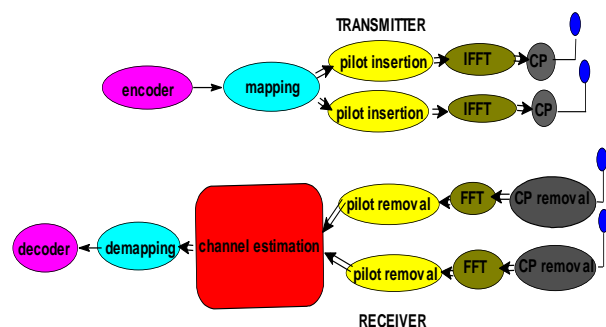 TRANSMITTER
pilot insertion
IFFT
CP
encoder
mapping
pilot insertion
IFFT
CP
pilot removal
FFT
CP removal
decoder
demapping
channel estimation
pilot removal
FFT
CP removal
RECEIVER